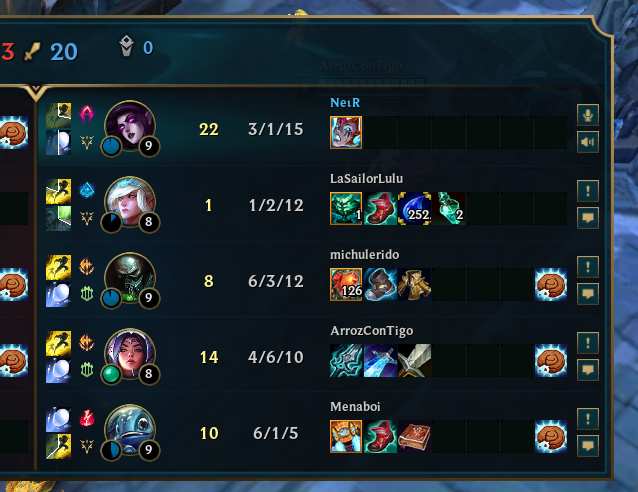 3 20 0
ArrozConTigo
NeιR
9 22 3/1/15
LaSailorLulu
8 1 1/2/12 1 252 2
michulerido
9 8 6/3/12 126
ArrozConTigo
8 14 4/6/10
Menaboi
9 10 6/1/5